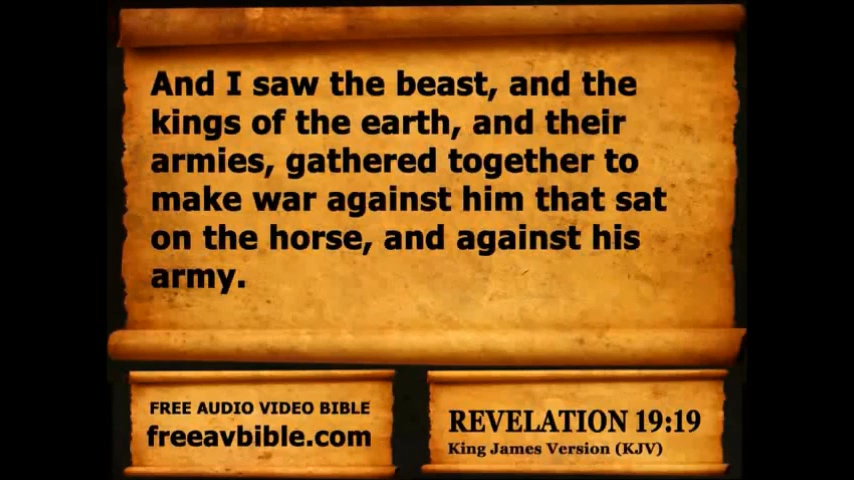 And I saw the beast, and the
kings of the earth, and their
armies, gathered together to
make war against him that sat
on the horse, and against his
army.
FREE AUDIO VIDEO BIBLE
freeavbible.com
REVELATION 19:19
King James Version (KJV)